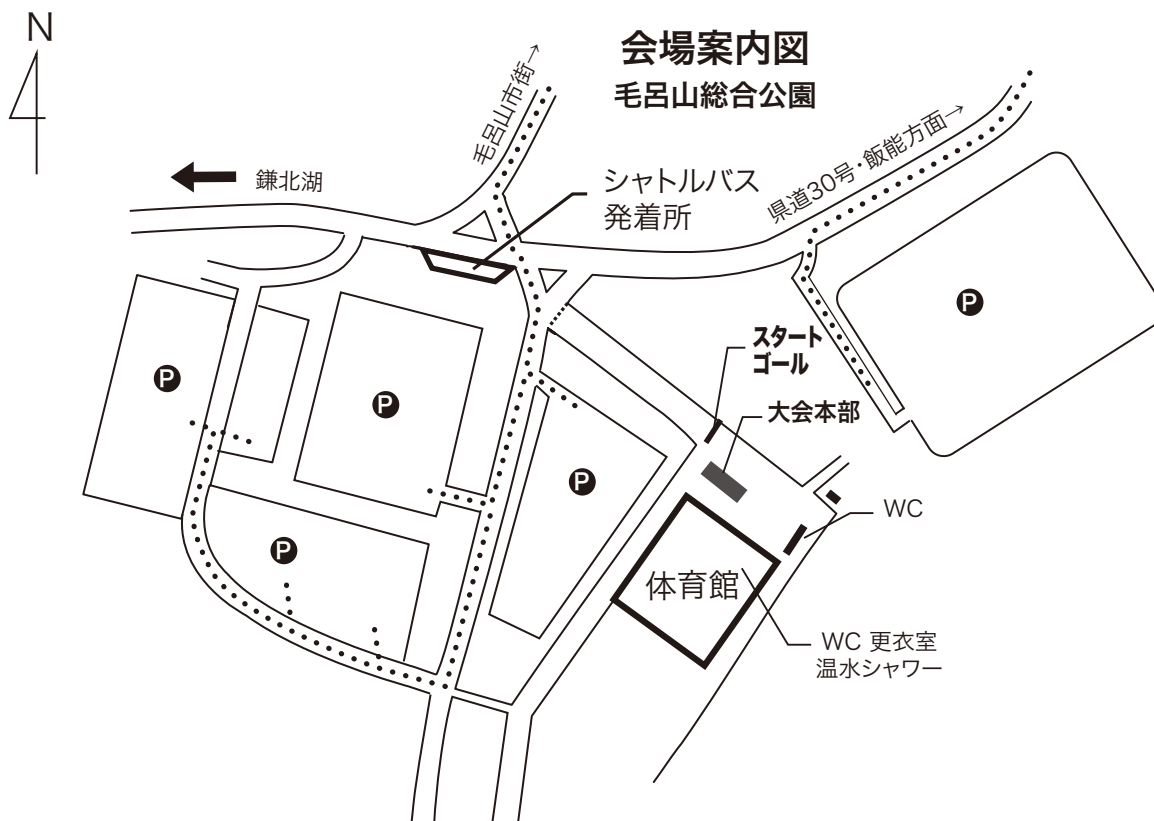 N
会場案内図
毛呂山総合公園
毛呂山市街→
県道30号・飯能方面→
鎌北湖
シャトルバス
発着所
P
スタート
ゴール
P
P
大会本部
P
WC
P
体育館
WC 更衣室
温水シャワー